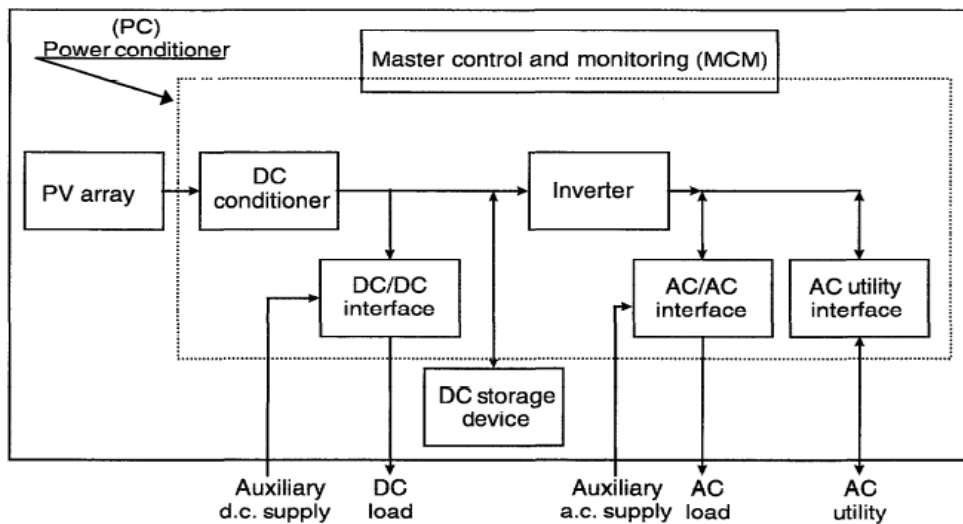 (PC)
Power conditioner
Master control and monitoring (MCM)
PV array
DC
conditioner
Inverter
DC/DC
interface
AC/AC
interface
AC utility
interface
DC storage
device
Auxiliary
d.c. supply
DC
load
Auxiliary
a.c. supply
AC
load
AC
utility